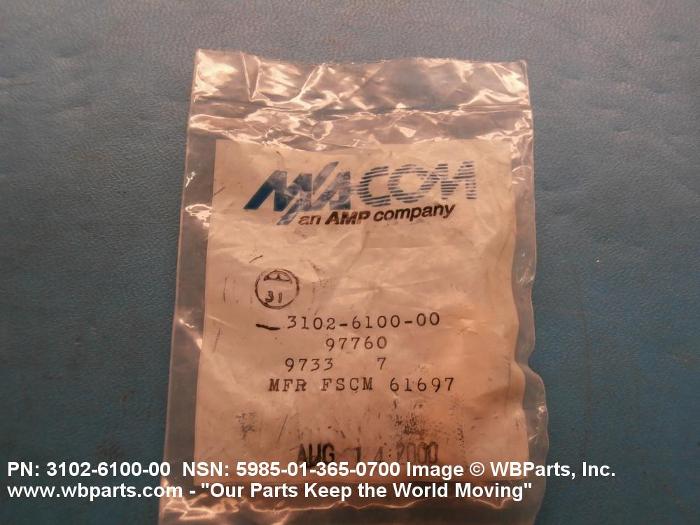 M/A-COM
an AMP company
31
3102-6100-00
97760
9733 7
MFR FSCM 61697
AUG 14 2000
PN: 3102-6100-00 NSN: 5985-01-365-0700 Image © WBParts, Inc.
www.wbparts.com - "Our Parts Keep the World Moving"